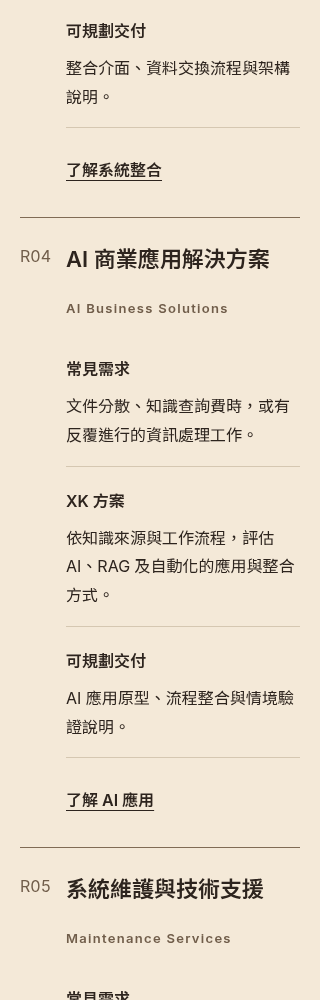 可規劃交付
整合介面、資料交換流程與架構
說明。
了解系統整合
R04 AI 商業應用解決方案
AI Business Solutions
常見需求
文件分散、知識查詢費時，或有
反覆進行的資訊處理工作。
XK 方案
依知識來源與工作流程，評估
AI、RAG 及自動化的應用與整合
方式。
可規劃交付
AI 應用原型、流程整合與情境驗
證說明。
了解 AI 應用
R05 系統維護與技術支援
Maintenance Services
常見需求